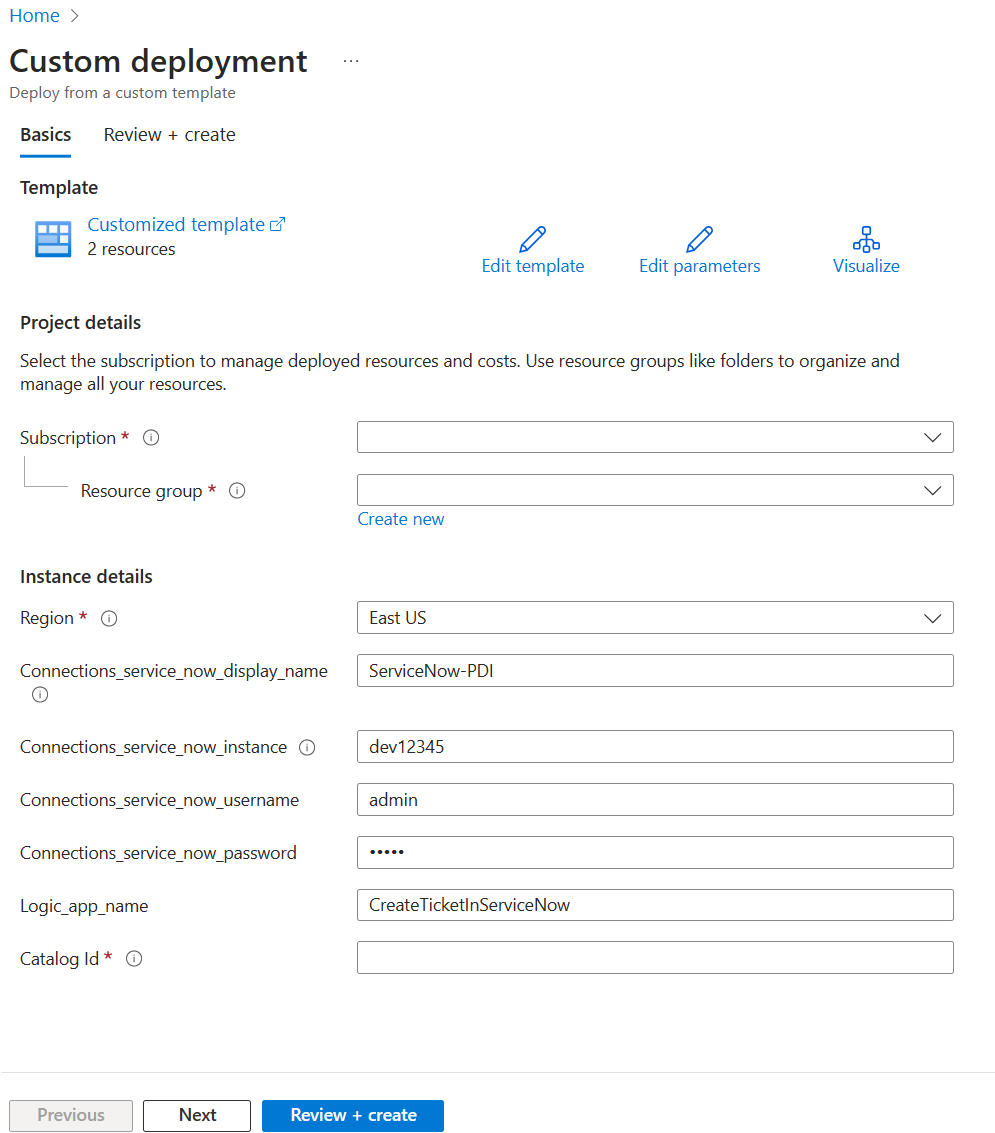 Home >
Custom deployment ...
Deploy from a custom template
Basics Review + create
Template
Customized template
2 resources
Edit template Edit parameters Visualize
Project details
Select the subscription to manage deployed resources and costs. Use resource groups like folders to organize and
manage all your resources.
Subscription *
Resource group *
Create new
Instance details
Region * East US
Connections_service_now_display_name ServiceNow-PDI
Connections_service_now_instance dev12345
Connections_service_now_username admin
Connections_service_now_password •••••
Logic_app_name CreateTicketInServiceNow
Catalog Id *
Previous Next Review + create